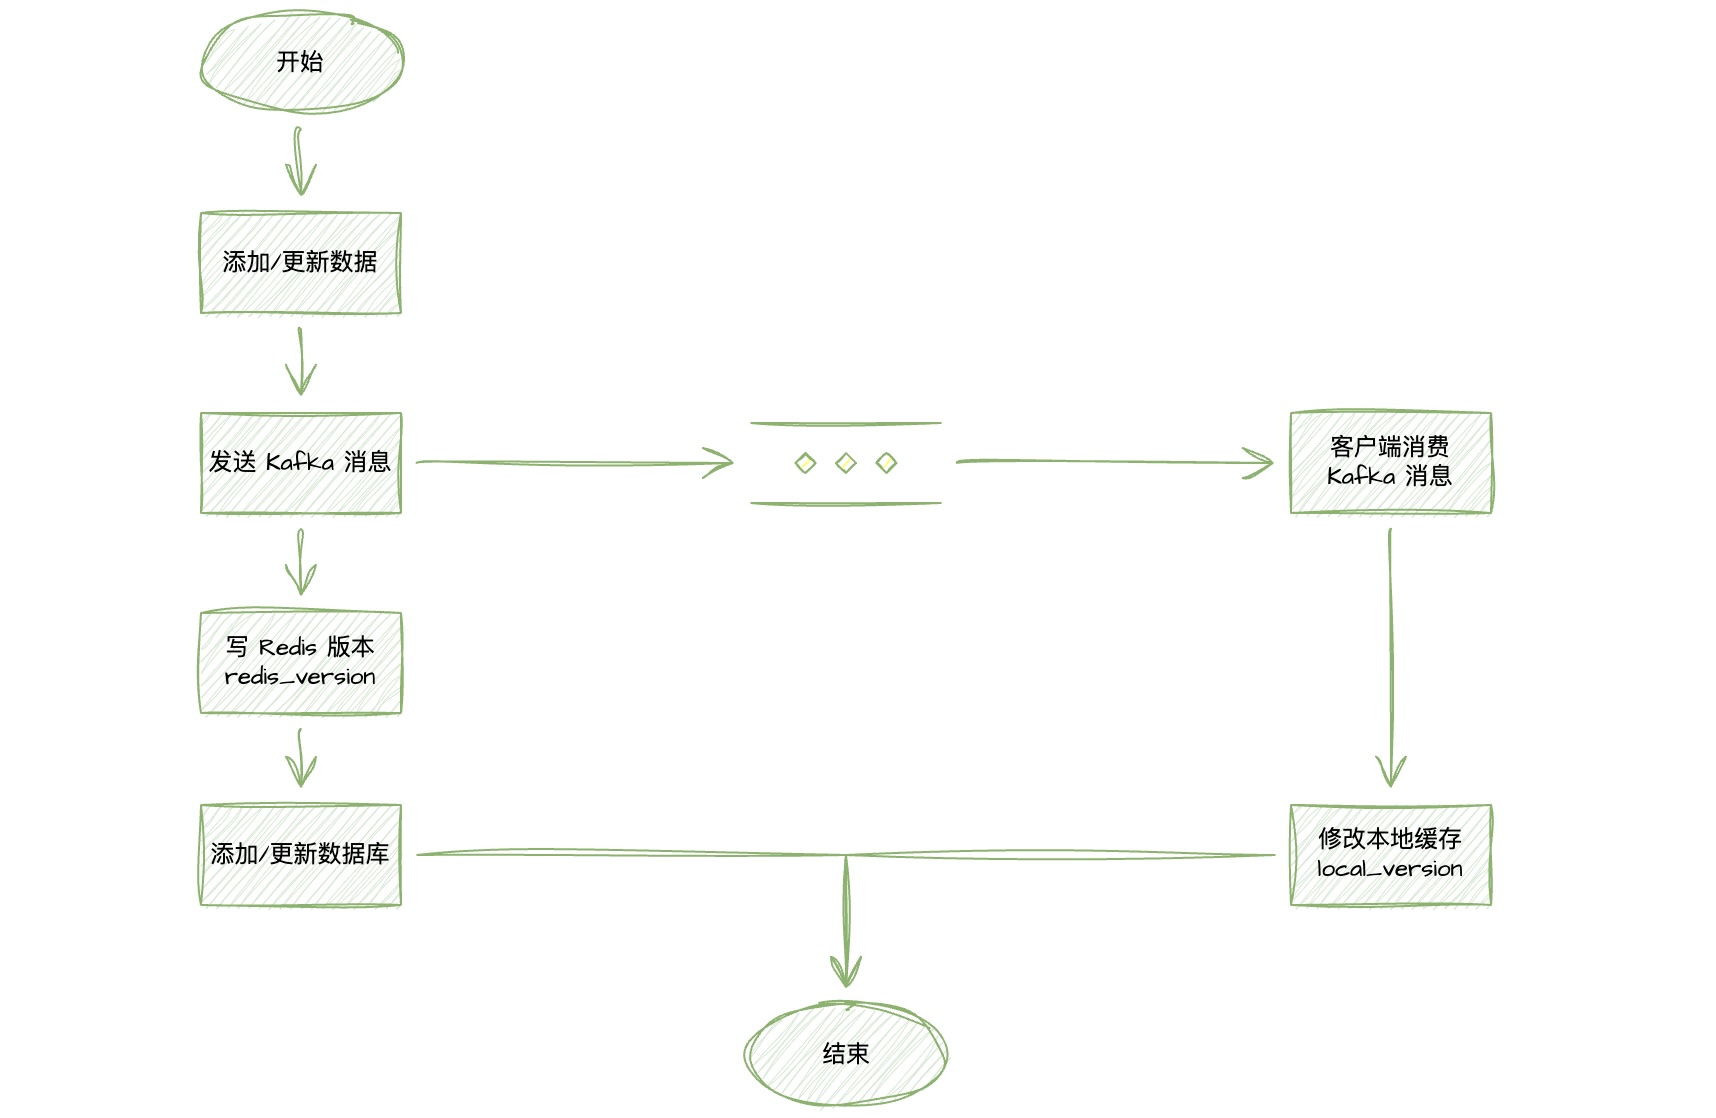 开始
添加/更新数据
发送 Kafka 消息
客户端消费
Kafka 消息
写 Redis 版本
redis_version
添加/更新数据库
修改本地缓存
local_version
结束